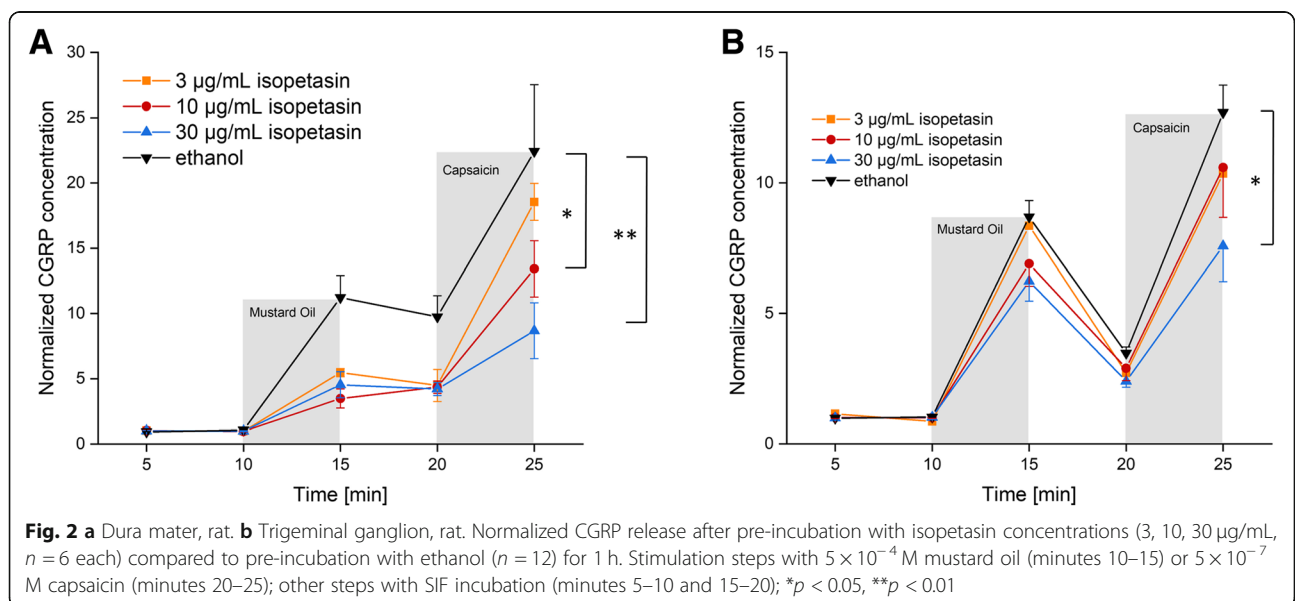 A
30
25
20
15
10
5
0
Normalized CGRP concentration
3 µg/mL isopetasin
10 µg/mL isopetasin
30 µg/mL isopetasin
ethanol
Mustard Oil
Capsaicin
*
**
5 10 15 20 25
Time [min]
B
15
10
5
0
Normalized CGRP concentration
3 µg/mL isopetasin
10 µg/mL isopetasin
30 µg/mL isopetasin
ethanol
Mustard Oil
Capsaicin
*
5 10 15 20 25
Time [min]
Fig. 2 a Dura mater, rat. b Trigeminal ganglion, rat. Normalized CGRP release after pre-incubation with isopetasin concentrations (3, 10, 30 µg/mL,
n = 6 each) compared to pre-incubation with ethanol (n = 12) for 1 h. Stimulation steps with 5 × 10⁻⁴ M mustard oil (minutes 10–15) or 5 × 10⁻⁷
M capsaicin (minutes 20–25); other steps with SIF incubation (minutes 5–10 and 15–20); *p < 0.05, **p < 0.01